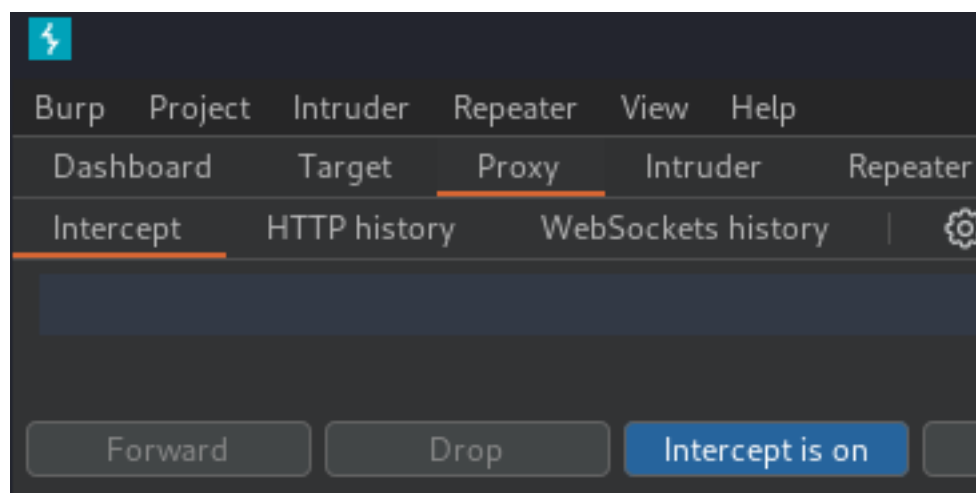 Burp Project Intruder Repeater View Help
Dashboard Target Proxy Intruder Repeater
Intercept HTTP history WebSockets history
Forward Drop Intercept is on